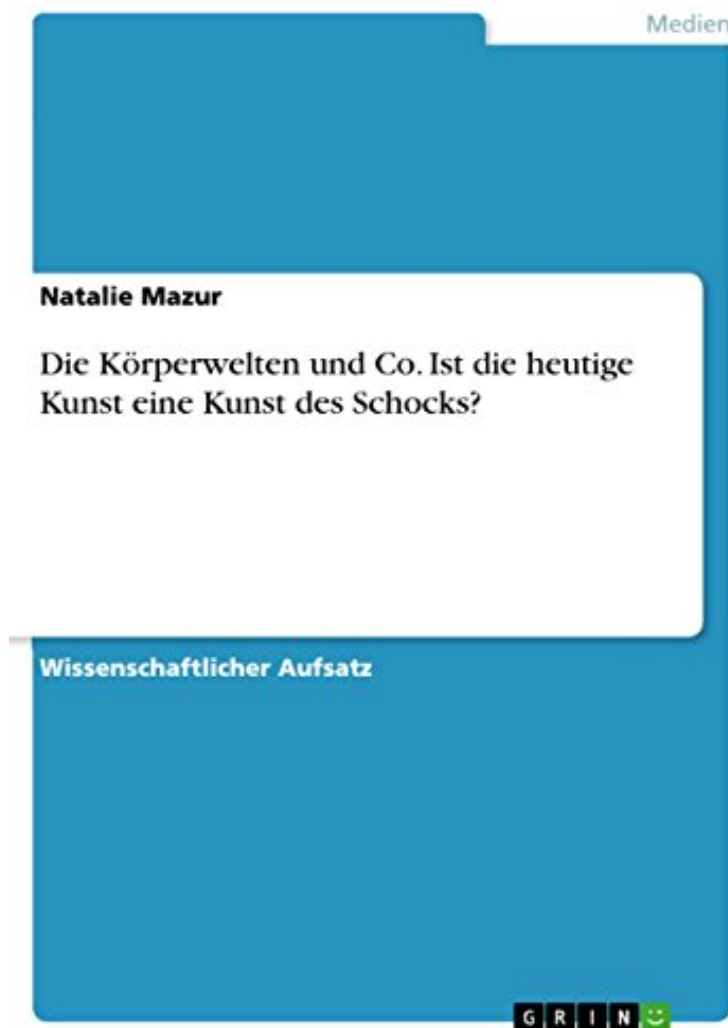 Medien
Natalie Mazur
Die Körperwelten und Co. Ist die heutige
Kunst eine Kunst des Schocks?
Wissenschaftlicher Aufsatz
GRIN